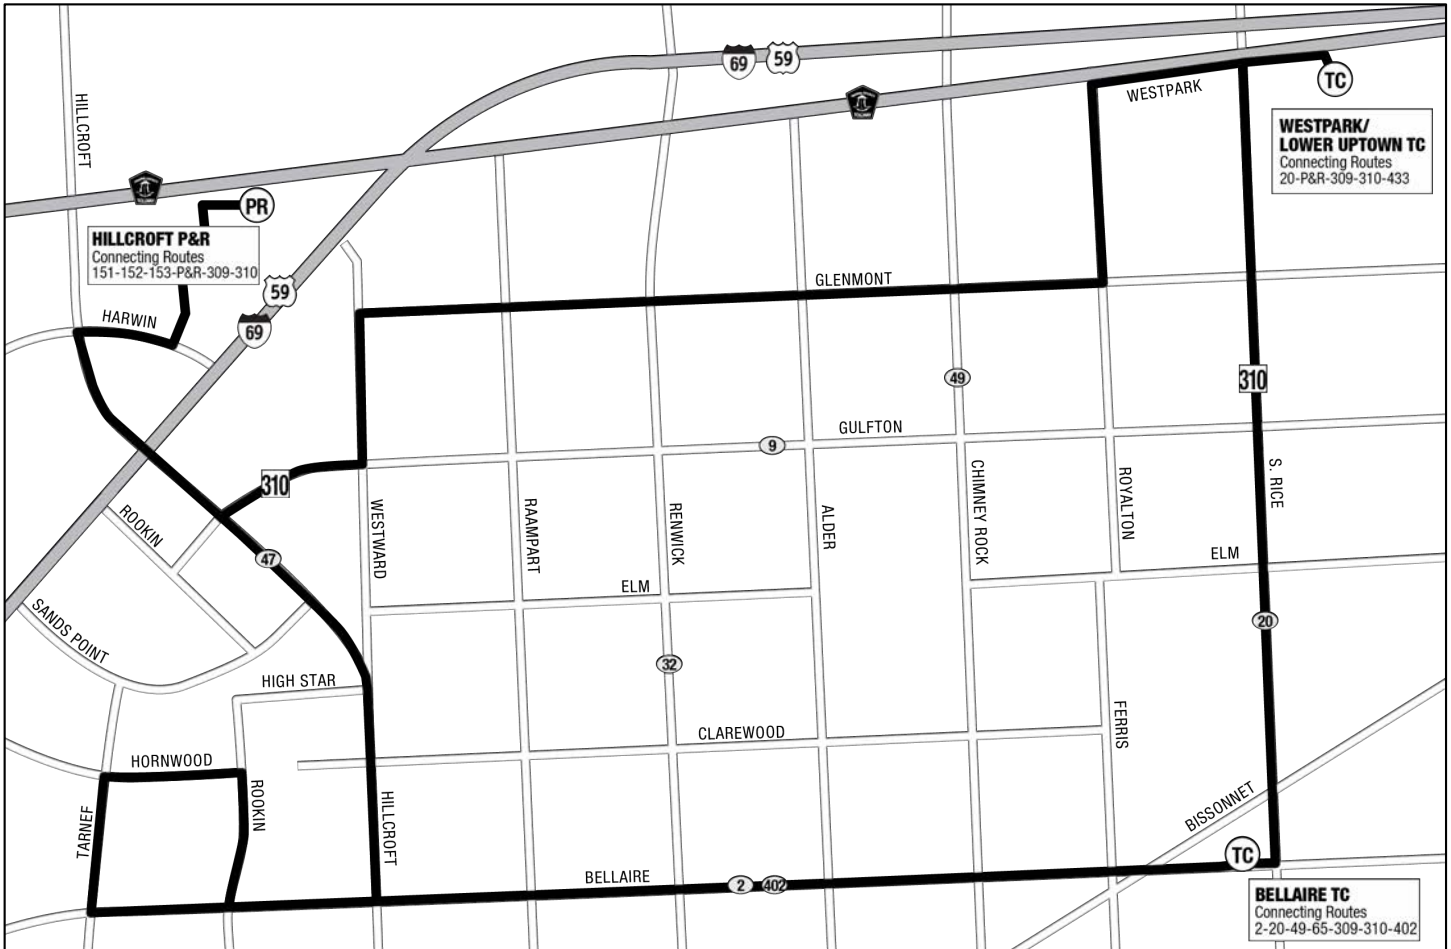 69
59
TC
WESTPARK
HILLCROFT
WESTPARK/
LOWER UPTOWN TC
Connecting Routes
20-P&R-309-310-433
PR
HILLCROFT P&R
Connecting Routes
151-152-153-P&R-309-310
59
69
HARWIN
GLENMONT
49
310
GULFTON
9
310
S. RICE
CHIMNEY ROCK
ROYALTON
WESTWARD
RAAMPART
RENWICK
ALDER
ROOKIN
47
ELM
ELM
20
SANDS POINT
32
HIGH STAR
FERRIS
CLAREWOOD
HORNWOOD
ROOKIN
TARNEF
HILLCROFT
BISSONNET
TC
BELLAIRE
2
402
BELLAIRE TC
Connecting Routes
2-20-49-65-309-310-402